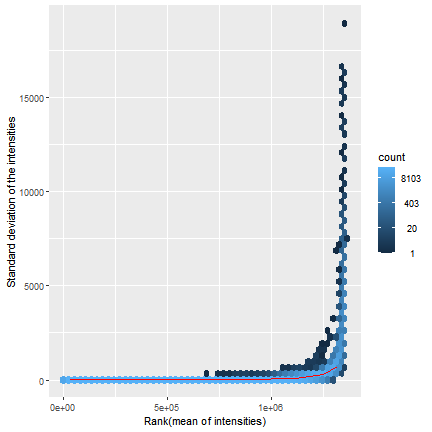 Standard deviation of the intensities
15000
10000
5000
0
0e+00
5e+05
1e+06
Rank(mean of intensities)
count
8103
403
20
1